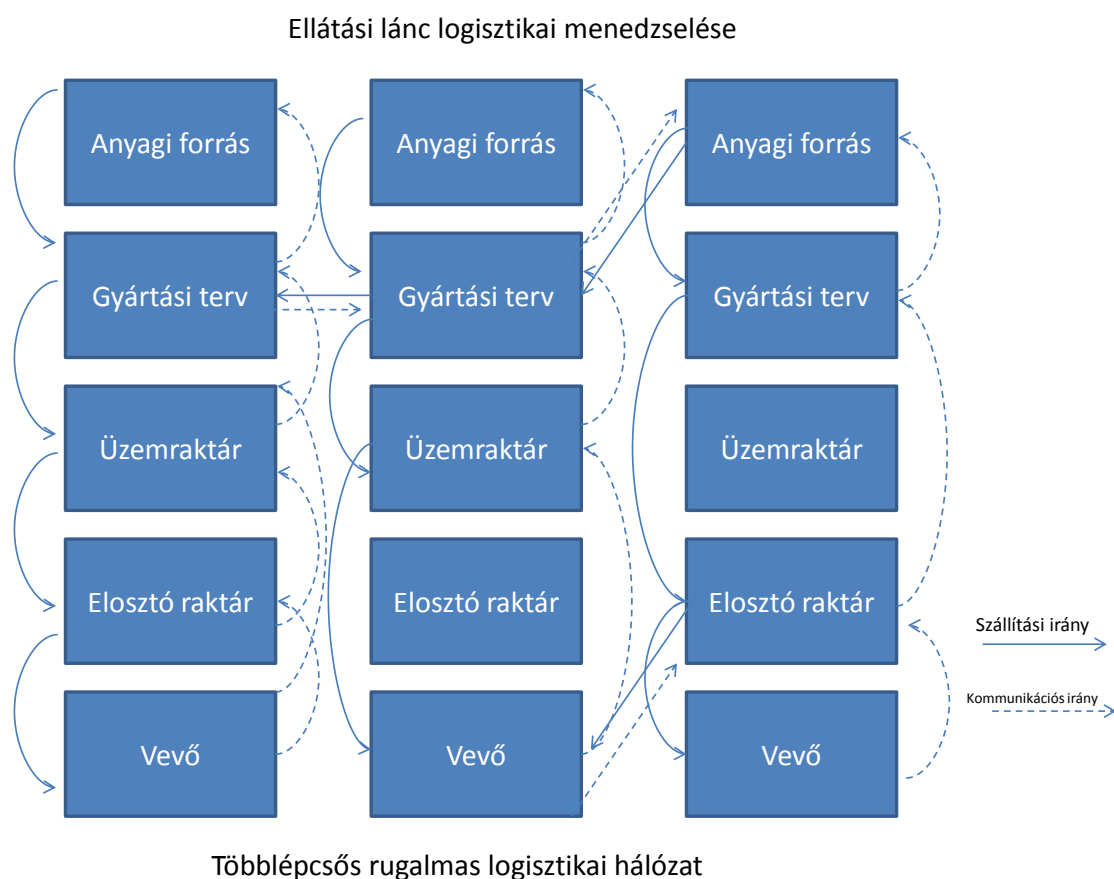 Ellátási lánc logisztikai menedzselése
Anyagi forrás
Anyagi forrás
Anyagi forrás
Gyártási terv
Gyártási terv
Gyártási terv
Üzemraktár
Üzemraktár
Üzemraktár
Elosztó raktár
Elosztó raktár
Elosztó raktár
Szállítási irány
Kommunikációs irány
Vevő
Vevő
Vevő
Többlépcsős rugalmas logisztikai hálózat